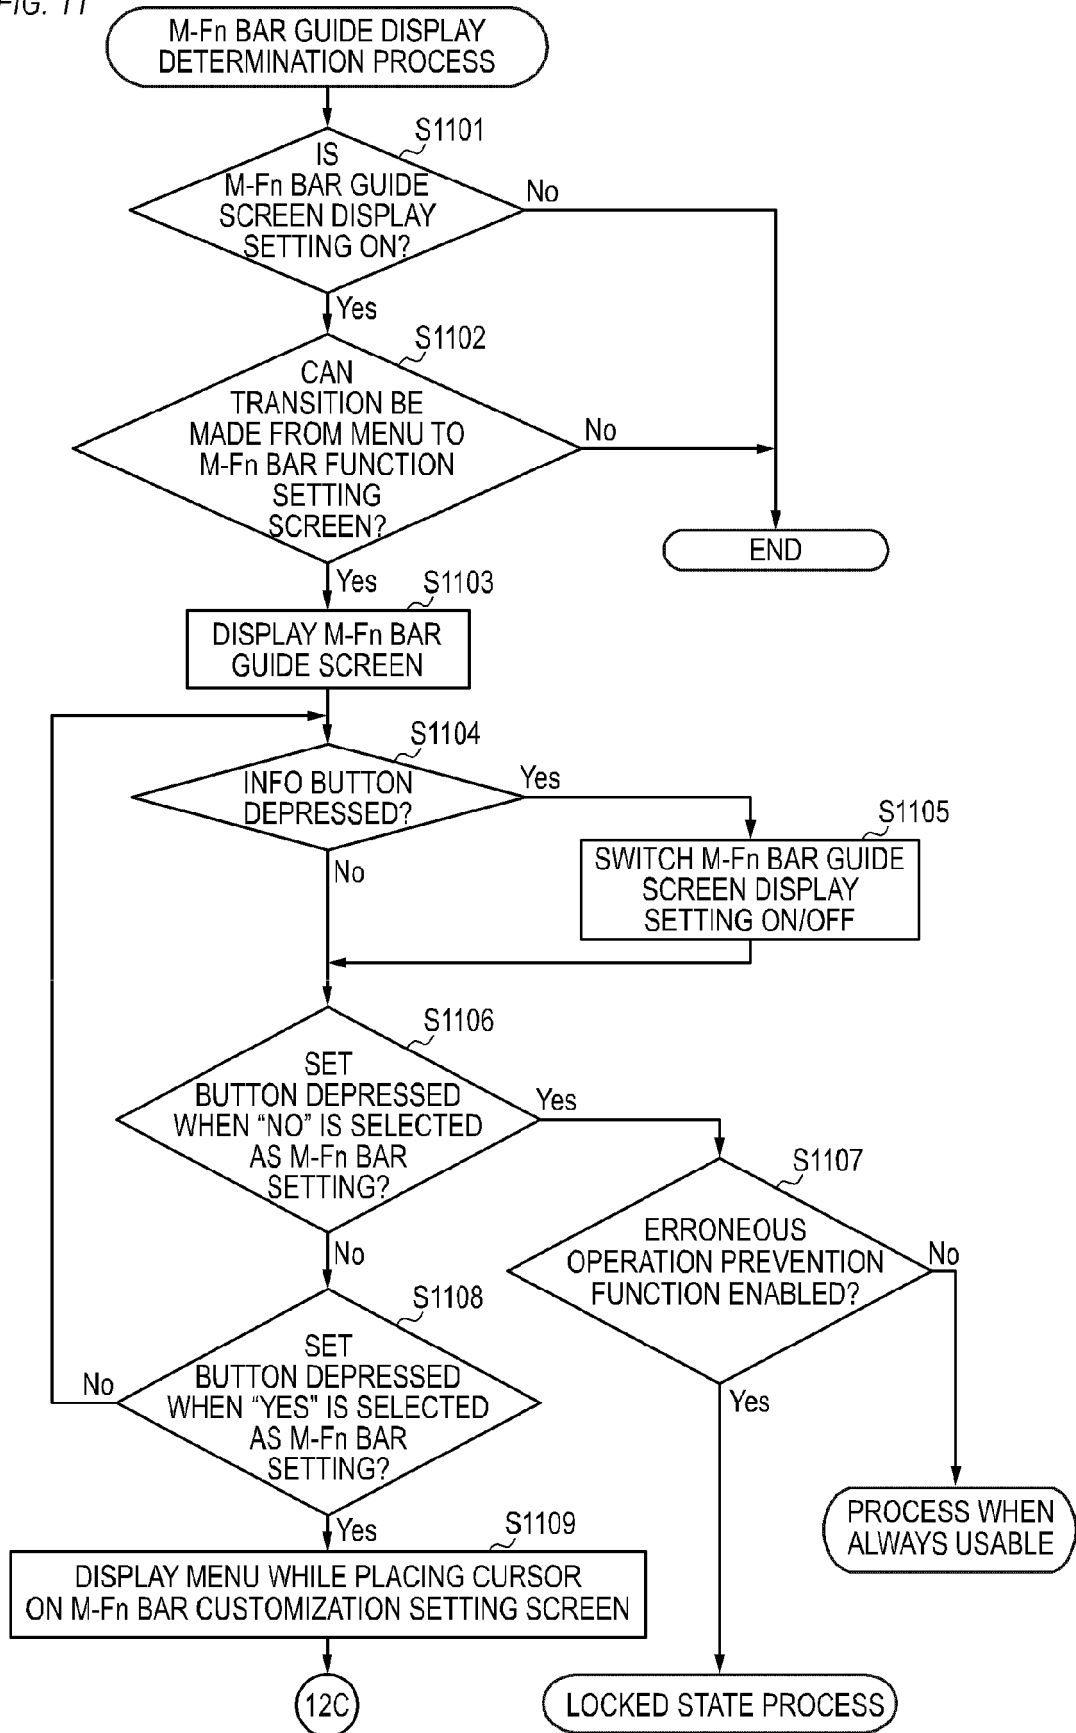 FIG. 11
M-Fn BAR GUIDE DISPLAY
DETERMINATION PROCESS
S1101
IS
M-Fn BAR GUIDE
SCREEN DISPLAY
SETTING ON?
No
Yes
S1102
CAN
TRANSITION BE
MADE FROM MENU TO
M-Fn BAR FUNCTION
SETTING
SCREEN?
No
END
Yes
S1103
DISPLAY M-Fn BAR
GUIDE SCREEN
S1104
INFO BUTTON
DEPRESSED?
Yes
No
S1105
SWITCH M-Fn BAR GUIDE
SCREEN DISPLAY
SETTING ON/OFF
S1106
SET
BUTTON DEPRESSED
WHEN “NO” IS SELECTED
AS M-Fn BAR
SETTING?
Yes
No
S1107
ERRONEOUS
OPERATION PREVENTION
FUNCTION ENABLED?
No
Yes
S1108
SET
BUTTON DEPRESSED
WHEN “YES” IS SELECTED
AS M-Fn BAR
SETTING?
No
Yes
PROCESS WHEN
ALWAYS USABLE
S1109
DISPLAY MENU WHILE PLACING CURSOR
ON M-Fn BAR CUSTOMIZATION SETTING SCREEN
12C
LOCKED STATE PROCESS